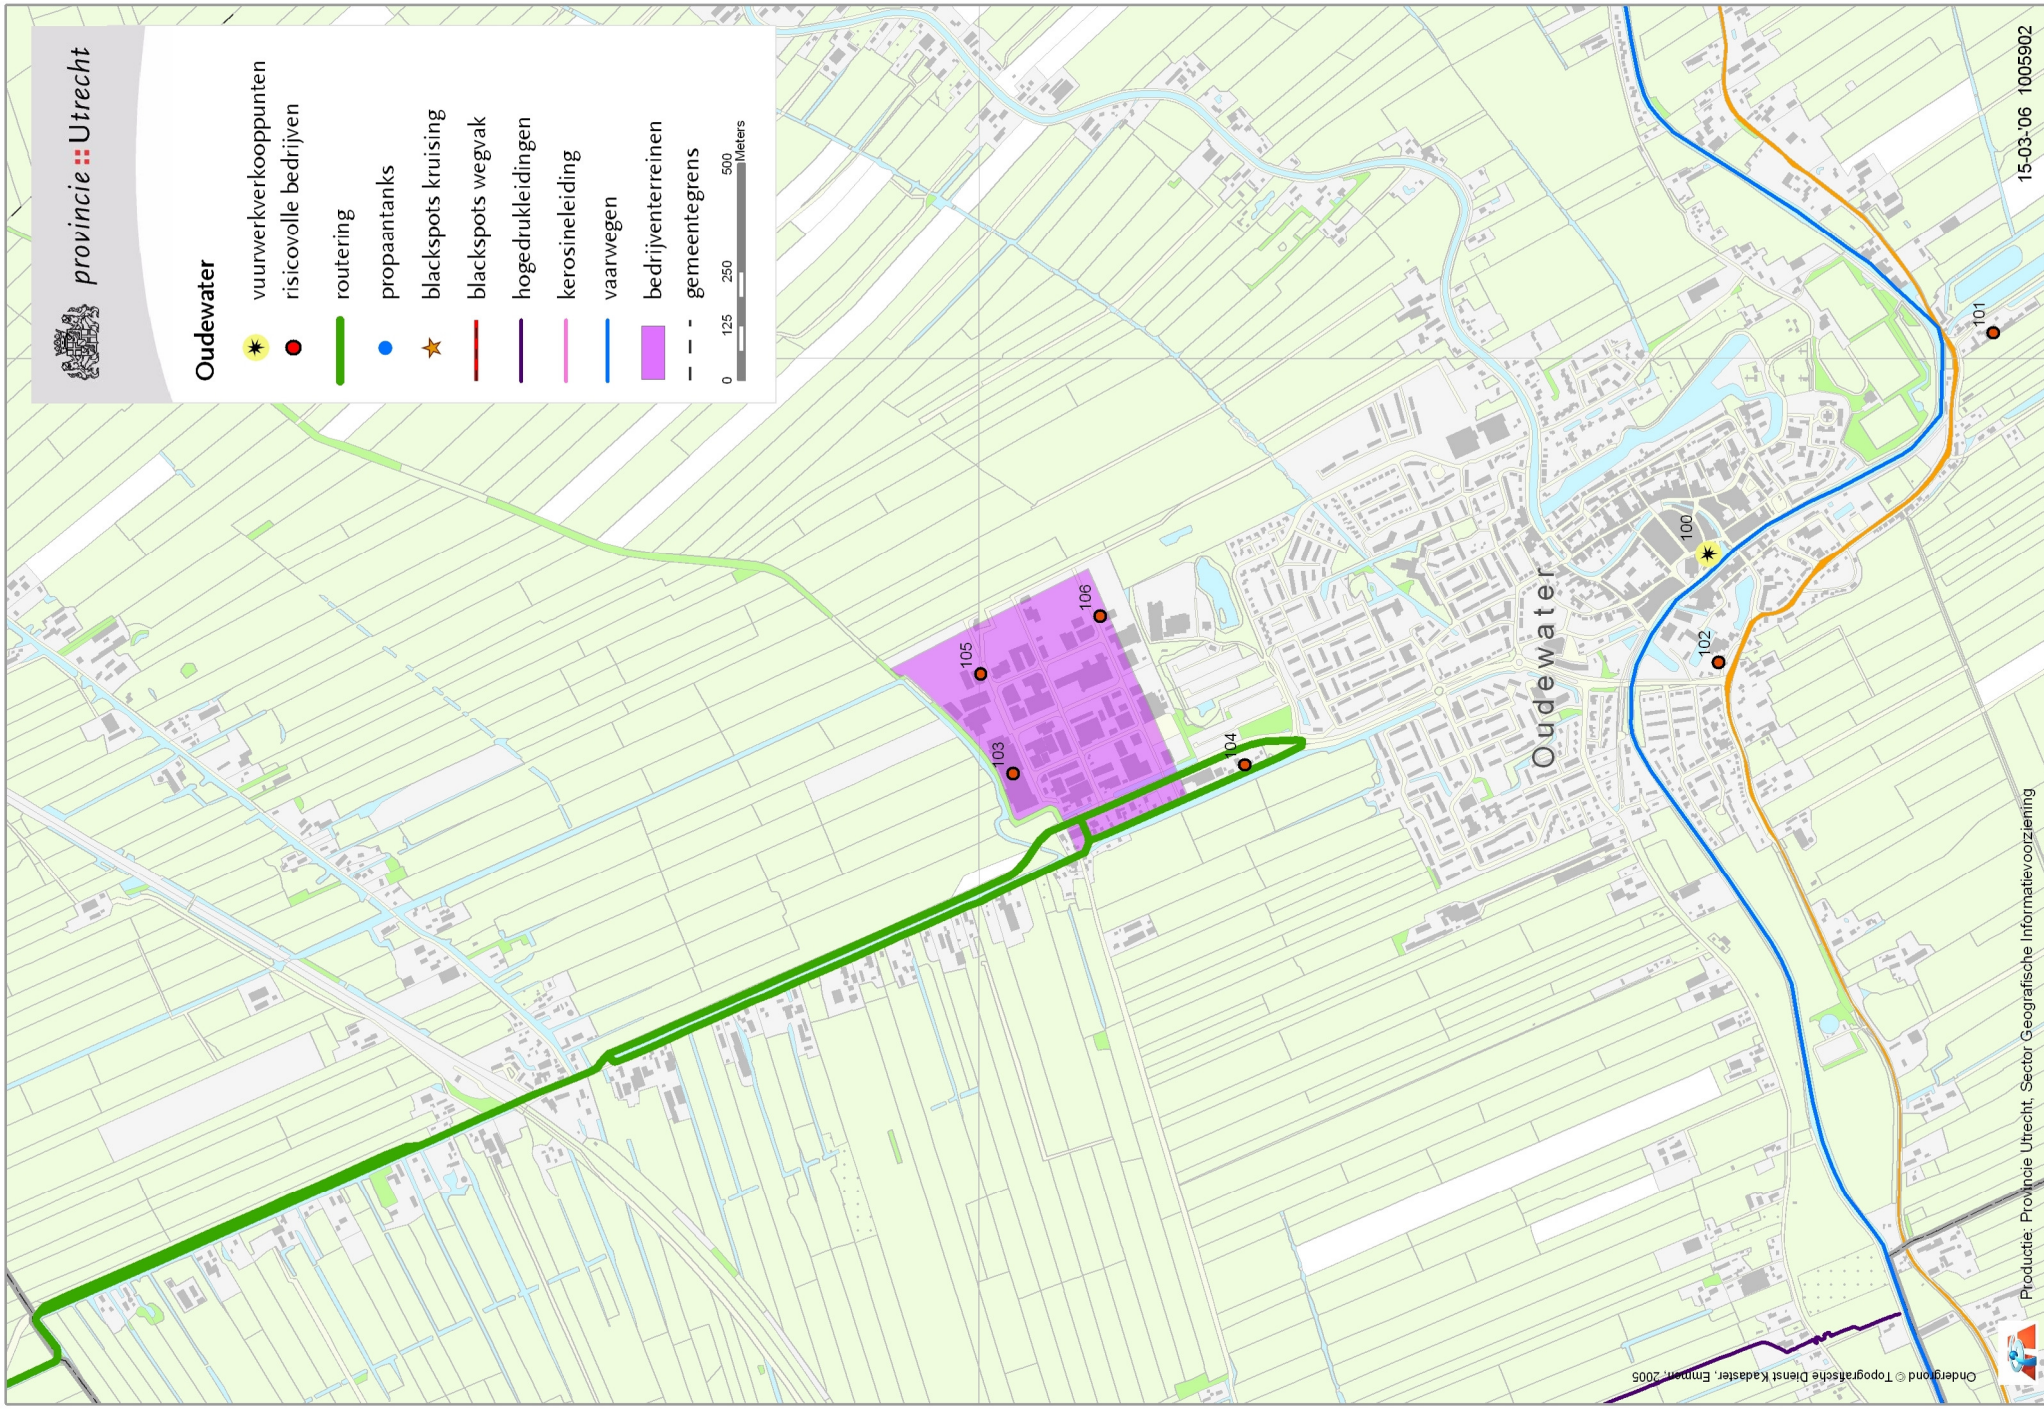 provincie :: Utrecht
Oudewater
vuurwerkverkooppunten
risicovolle bedrijven
routering
propaantanks
blackspots kruising
blackspots wegvak
hogedrukleidingen
kerosineleiding
vaarwegen
bedrijventerreinen
gemeentegrens
0 125 250 500
Meters
105
106
103
104
Oudewater
100
102
101
15-03-'06 1005902
Productie: Provincie Utrecht, Sector Geografische Informatievoorziening
Ondergrond © Topografische Dienst Kadaster, Emmen, 2005